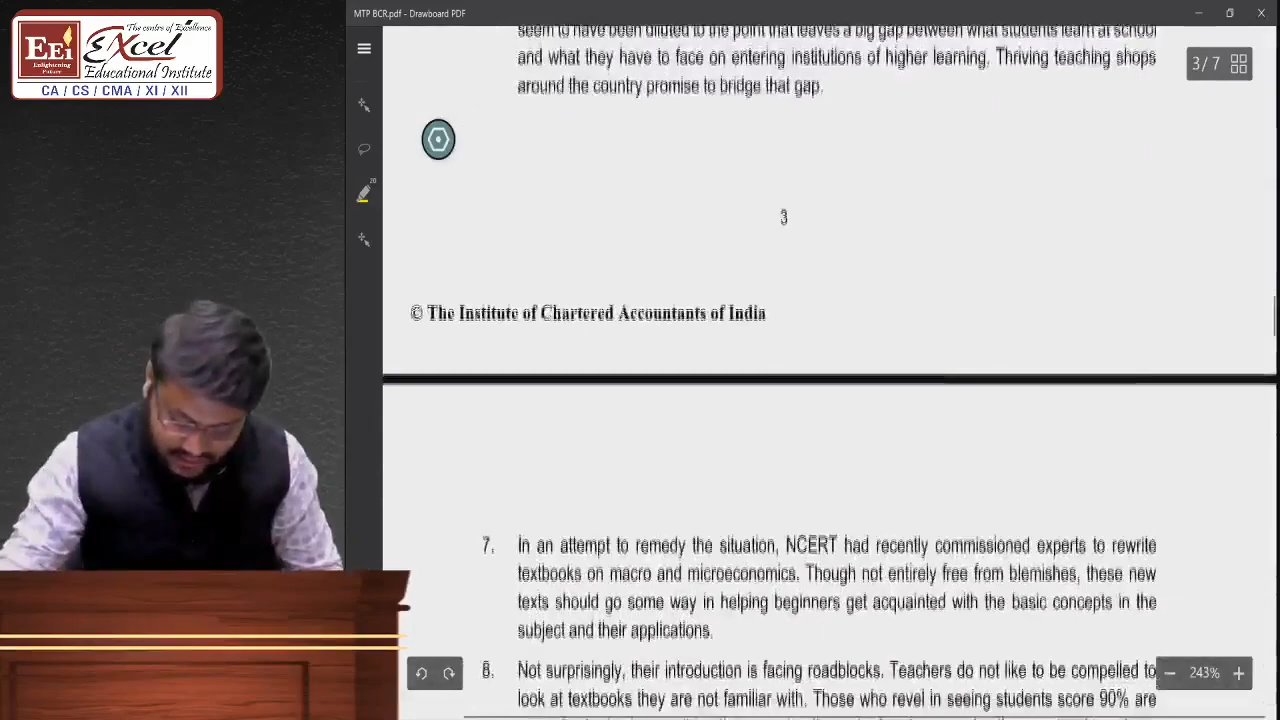 The centre of Excellence
EEi
Enlightening
Future
EXcel
Educational Institute
CA / CS / CMA / XI / XII
MTP BCR.pdf - Drawboard PDF
seem to have been diluted to the point that leaves a big gap between what students learn at school
and what they have to face on entering institutions of higher learning. Thriving teaching shops
around the country promise to bridge that gap.
3 / 7
20
3
© The Institute of Chartered Accountants of India
7. In an attempt to remedy the situation, NCERT had recently commissioned experts to rewrite
textbooks on macro and microeconomics. Though not entirely free from blemishes, these new
texts should go some way in helping beginners get acquainted with the basic concepts in the
subject and their applications.
8. Not surprisingly, their introduction is facing roadblocks. Teachers do not like to be compelled to
look at textbooks they are not familiar with. Those who revel in seeing students score 90% are
243%